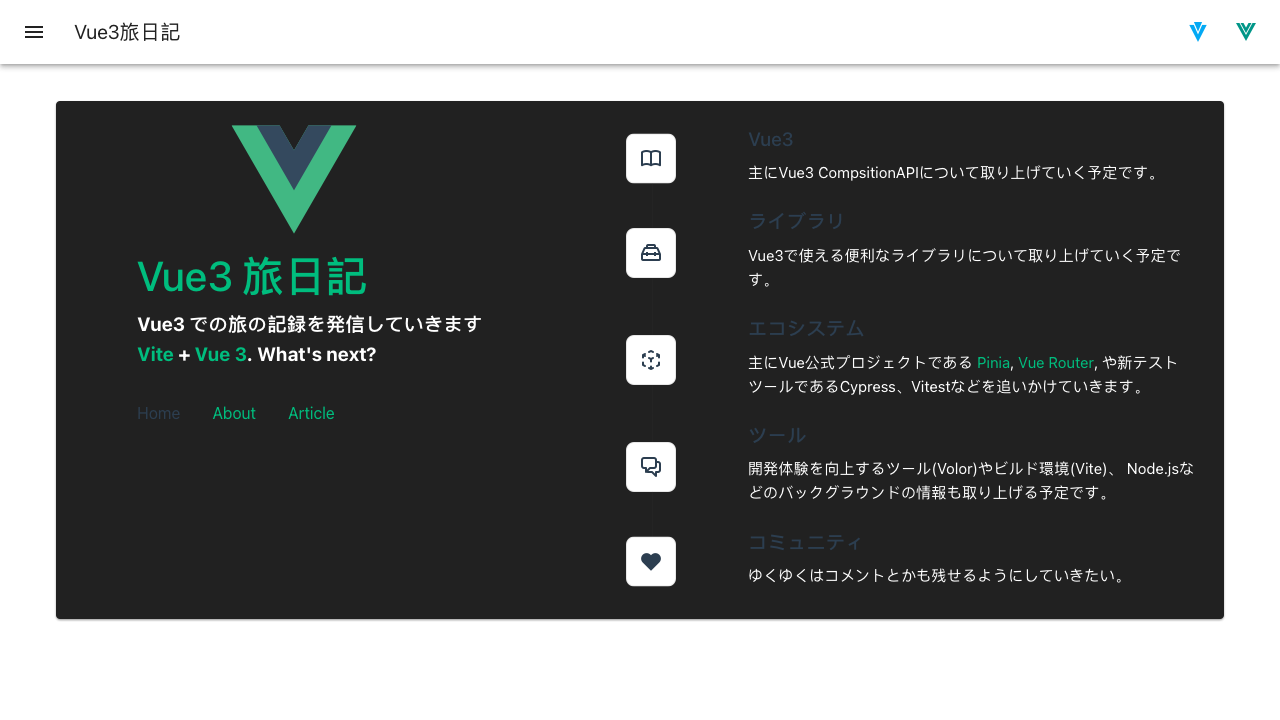 Vue3旅日記
Vue3 旅日記
Vue3 での旅の記録を発信していきます
Vite + Vue 3. What's next?
Home About Article
Vue3
主にVue3 CompsitionAPIについて取り上げていく予定です。
ライブラリ
Vue3で使える便利なライブラリについて取り上げていく予定で
す。
エコシステム
主にVue公式プロジェクトである Pinia, Vue Router, や新テスト
ツールであるCypress、Vitestなどを追いかけていきます。
ツール
開発体験を向上するツール(Volor)やビルド環境(Vite)、 Node.jsな
どのバックグラウンドの情報も取り上げる予定です。
コミュニティ
ゆくゆくはコメントとかも残せるようにしていきたい。